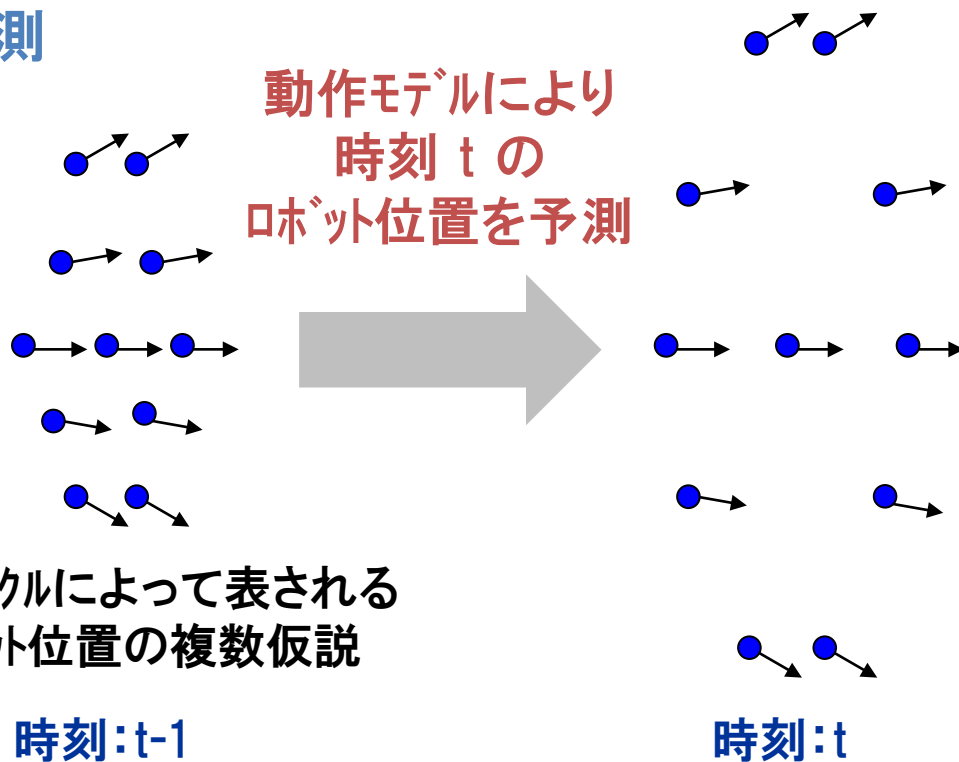 測
動作ﾓﾃﾞﾙにより
時刻 t の
ﾛﾎﾞｯﾄ位置を予測
ｸﾙによって表される
ﾄ位置の複数仮説
時刻：t-1
時刻：t